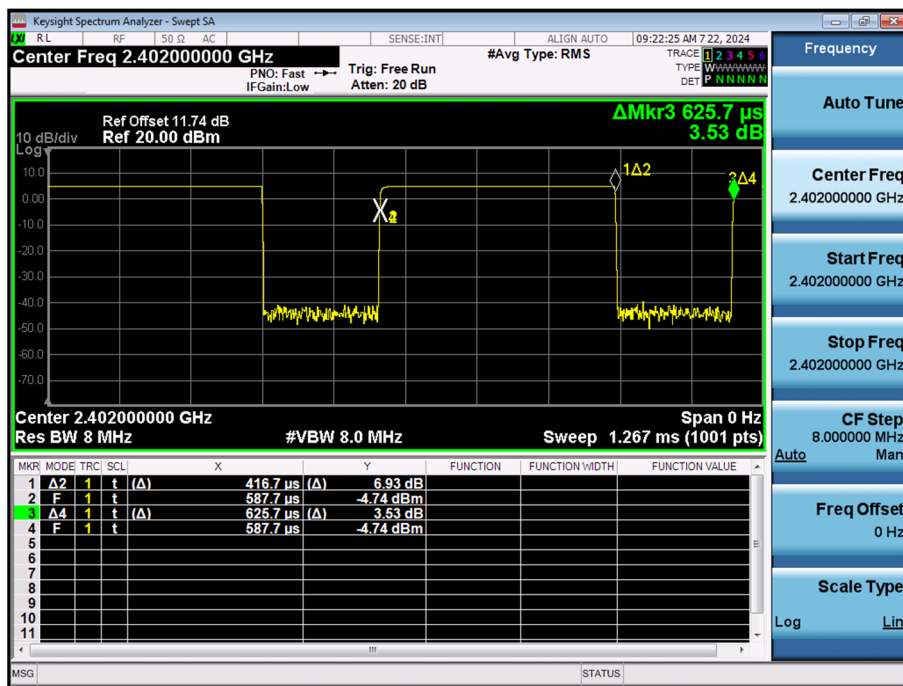 Keysight Spectrum Analyzer - Swept SA
LXI RL RF 50 Ω AC SENSE:INT ALIGN AUTO 09:22:25 AM 7 22, 2024
Center Freq 2.402000000 GHz #Avg Type: RMS TRACE 1 2 3 4 5 6
PNO: Fast Trig: Free Run TYPE WWWWWW
IFGain:Low Atten: 20 dB DET P N N N N N
ΔMkr3 625.7 µs
3.53 dB
Ref Offset 11.74 dB
10 dB/div Ref 20.00 dBm
Log
10.0
0.00
-10.0
-20.0
-30.0
-40.0
-50.0
-60.0
-70.0
1Δ2
3Δ4
Center 2.402000000 GHz Span 0 Hz
Res BW 8 MHz #VBW 8.0 MHz Sweep 1.267 ms (1001 pts)
MKR MODE TRC SCL X Y FUNCTION FUNCTION WIDTH FUNCTION VALUE
1 Δ2 1 t (Δ) 416.7 µs (Δ) 6.93 dB
2 F 1 t 587.7 µs -4.74 dBm
3 Δ4 1 t (Δ) 625.7 µs (Δ) 3.53 dB
4 F 1 t 587.7 µs -4.74 dBm
5
6
7
8
9
10
11
MSG STATUS
Frequency
Auto Tune
Center Freq
2.402000000 GHz
Start Freq
2.402000000 GHz
Stop Freq
2.402000000 GHz
CF Step
8.000000 MHz
Auto Man
Freq Offset
0 Hz
Scale Type
Log Lin